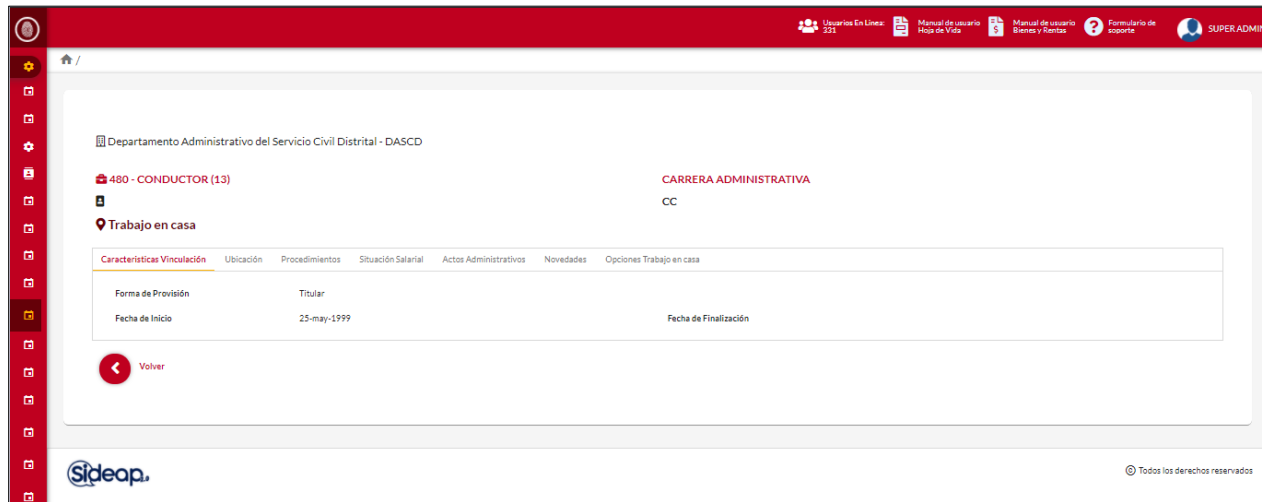 Usuarios En Linea:
331
Manual de usuario
Hoja de Vida
Manual de usuario
Bienes y Rentas
Formulario de
soporte
SUPER ADMIN
/
Departamento Administrativo del Servicio Civil Distrital - DASCD
480 - CONDUCTOR (13)
CARRERA ADMINISTRATIVA
CC
Trabajo en casa
Características Vinculación Ubicación Procedimientos Situación Salarial Actos Administrativos Novedades Opciones Trabajo en casa
Forma de Provisión Titular
Fecha de Inicio 25-may-1999 Fecha de Finalización
Volver
Sideap.
© Todos los derechos reservados